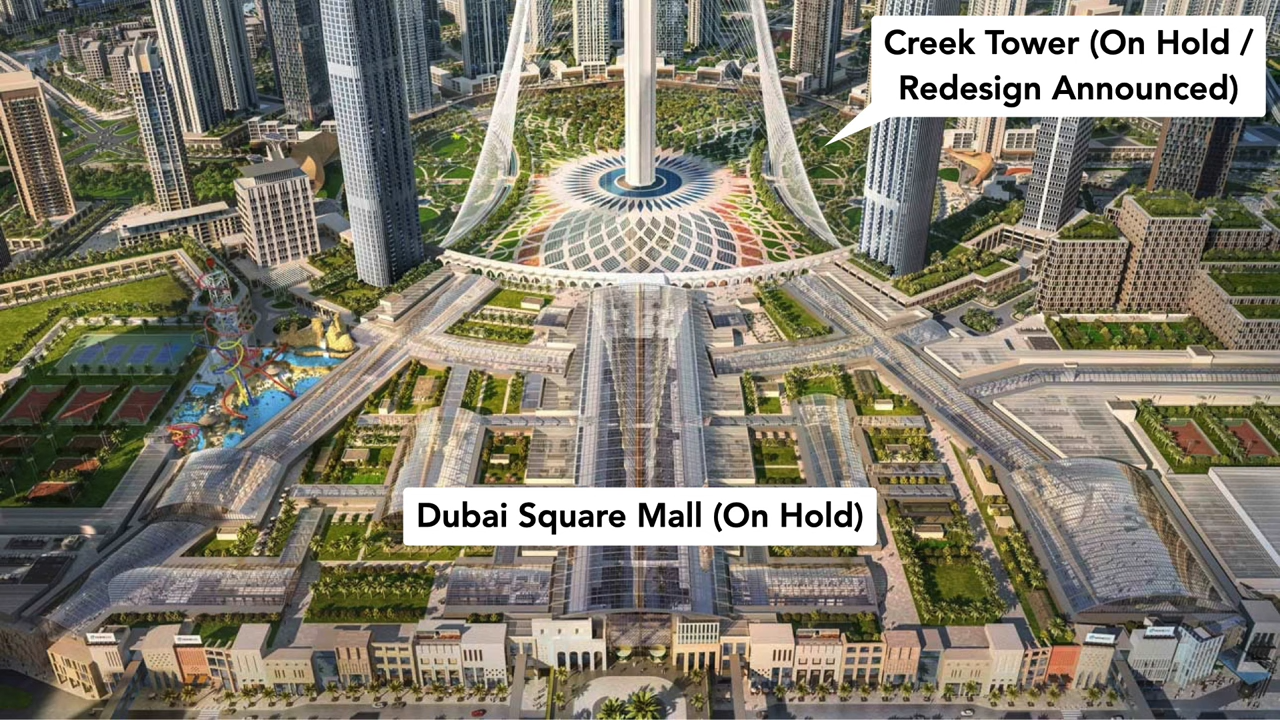 Creek Tower (On Hold /
Redesign Announced)
Dubai Square Mall (On Hold)